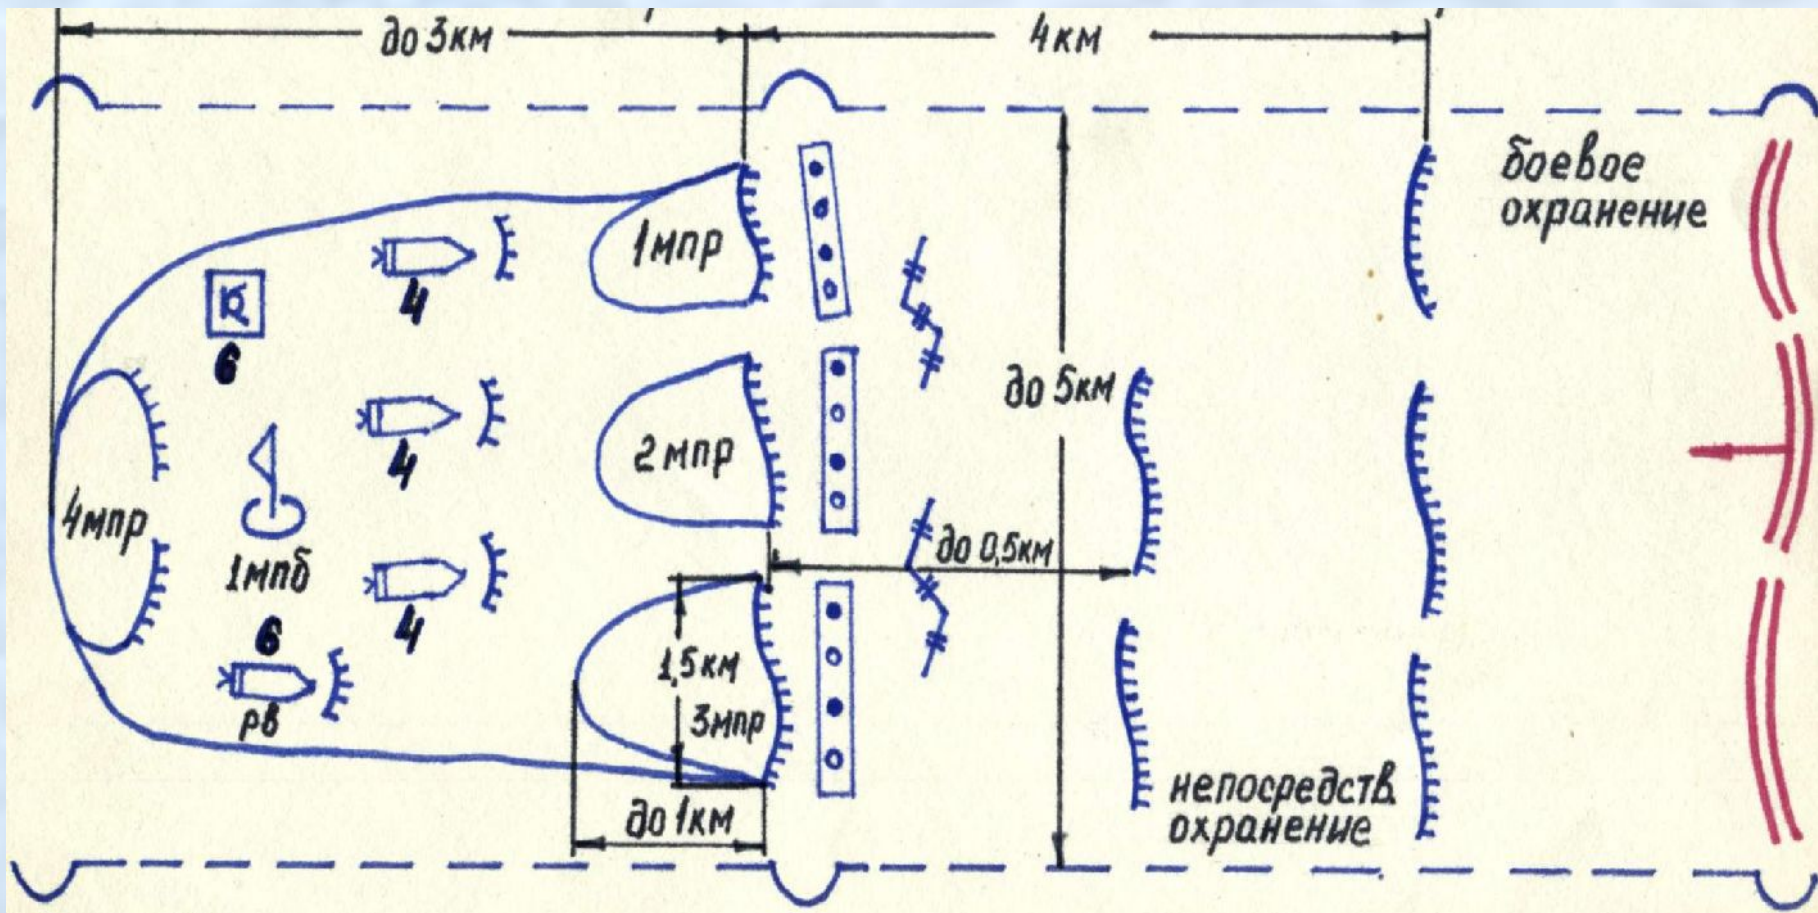 до 3км
4км
боевое
охранение
1мпр
4
6
до 5км
4
2мпр
4мпр
до 0,5км
1мпб
4
6
1,5км
3мпр
рв
непосредств.
охранение
до 1км